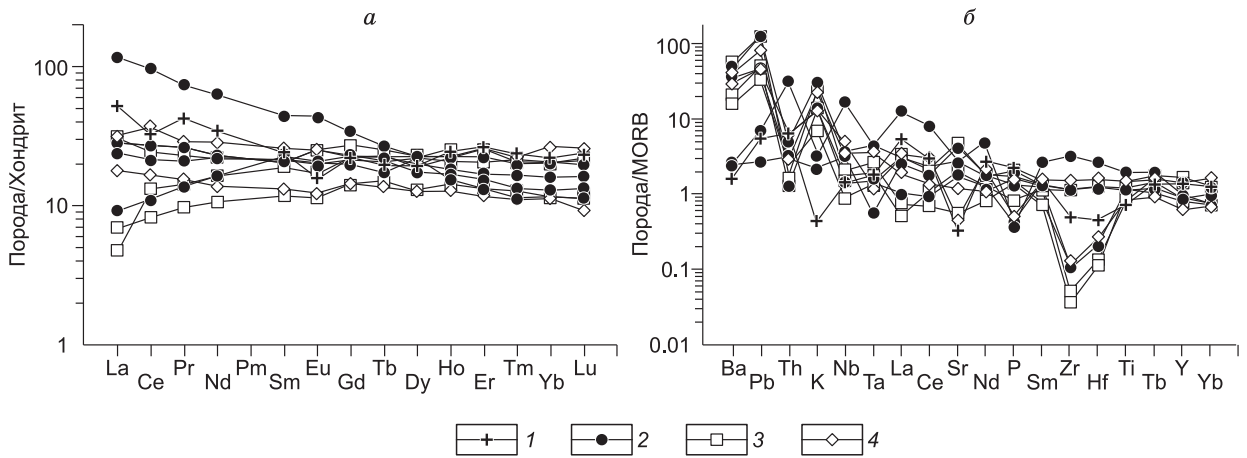 а
Порода/Хондрит
100
10
1
La Ce Pr Nd Pm Sm Eu Gd Tb Dy Ho Er Tm Yb Lu
б
Порода/MORB
100
10
1
0.1
0.01
Ba Pb Th K Nb Ta La Ce Sr Nd P Sm Zr Hf Ti Tb Y Yb
1 2 3 4